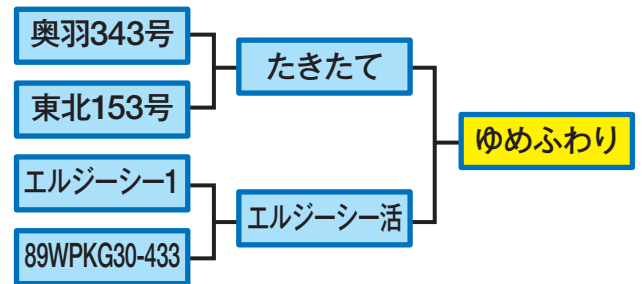 奥羽343号
東北153号
たきたて
エルジーシー1
89WPKG30-433
エルジーシー活
ゆめふわり